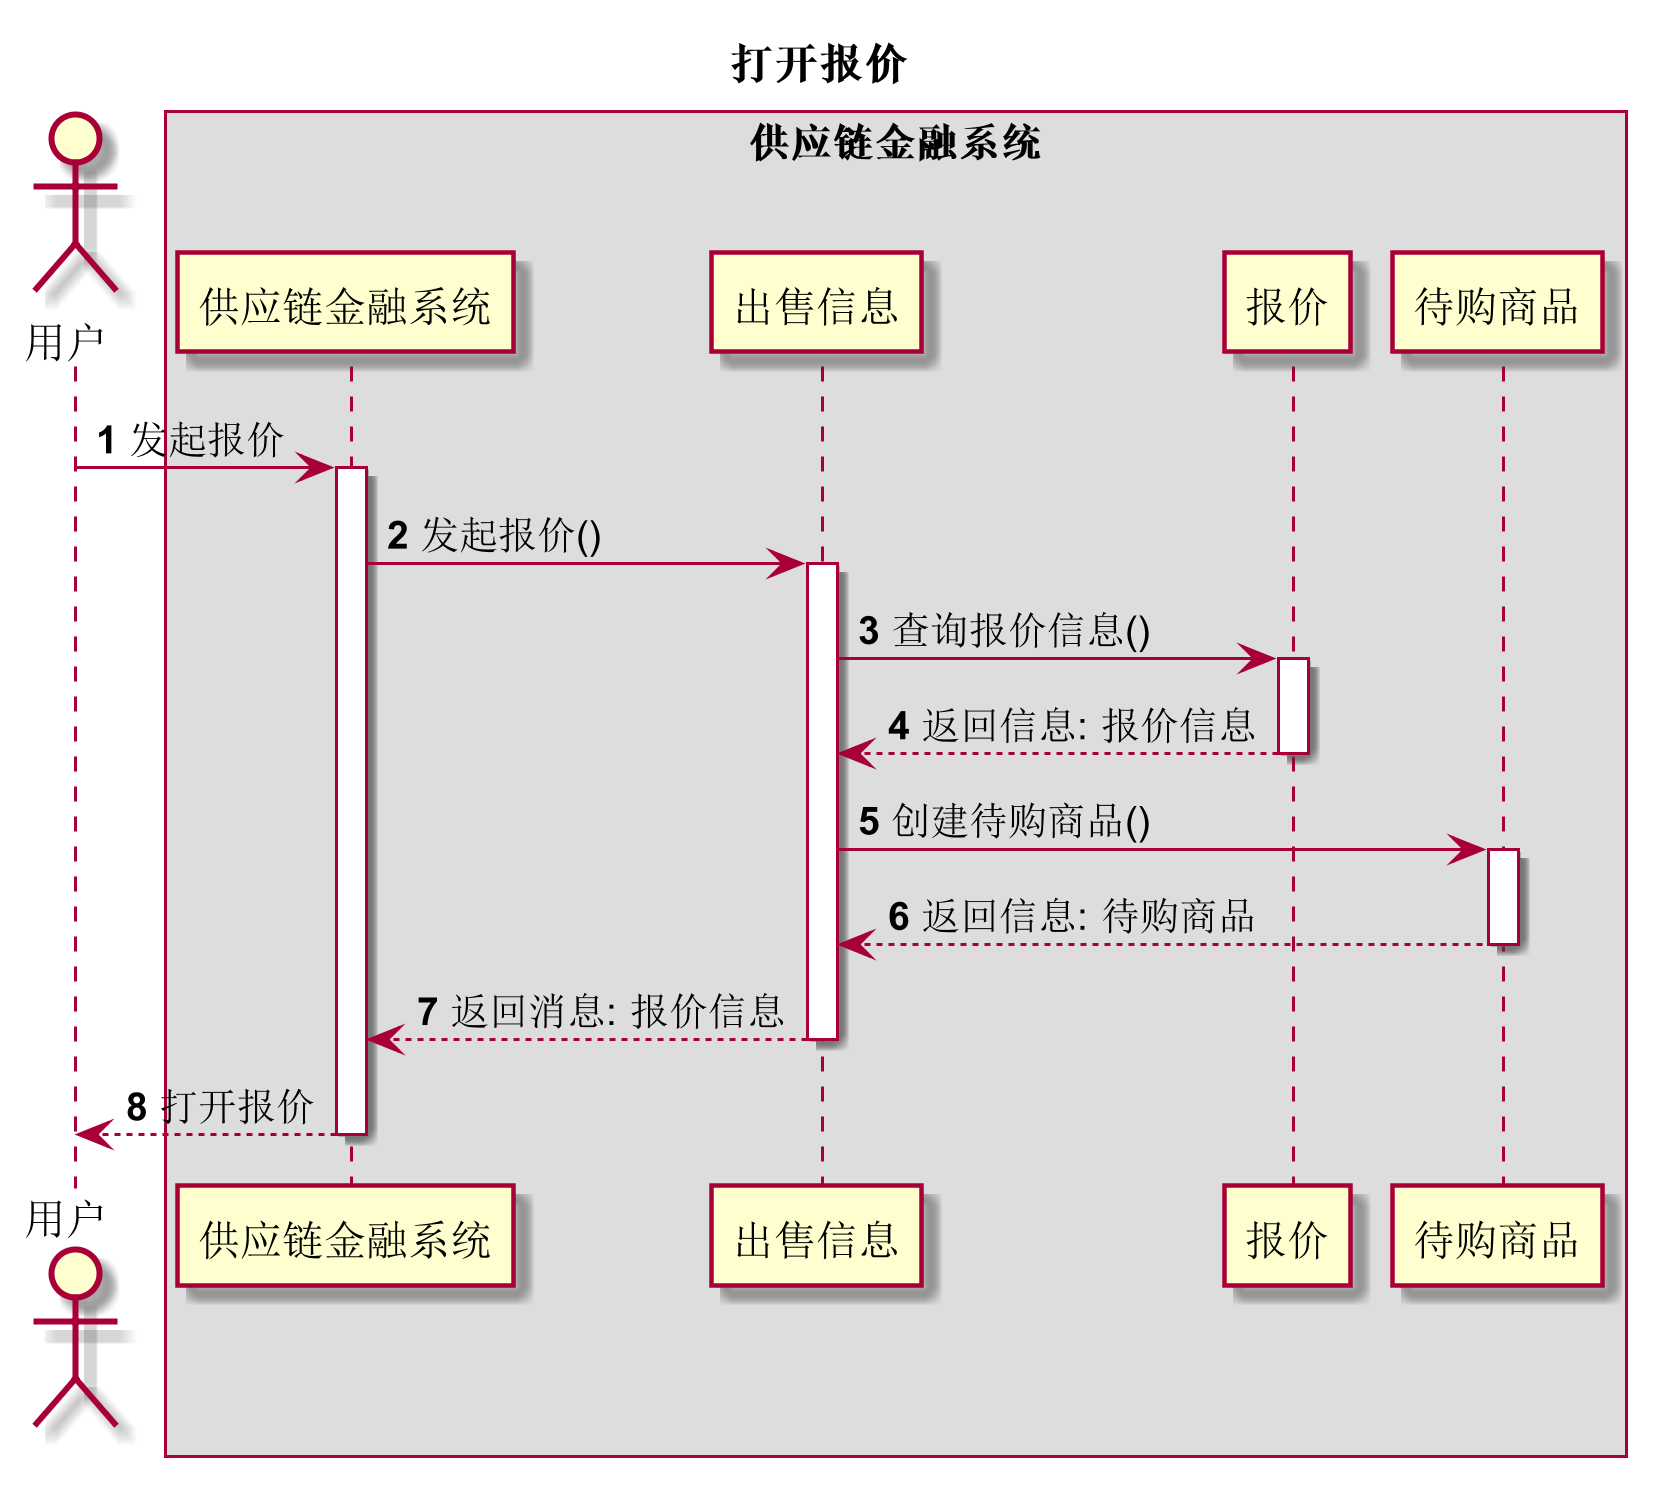 打开报价
供应链金融系统
用户
供应链金融系统
出售信息
报价
待购商品
1 发起报价
2 发起报价()
3 查询报价信息()
4 返回信息: 报价信息
5 创建待购商品()
6 返回信息: 待购商品
7 返回消息: 报价信息
8 打开报价
用户
供应链金融系统
出售信息
报价
待购商品